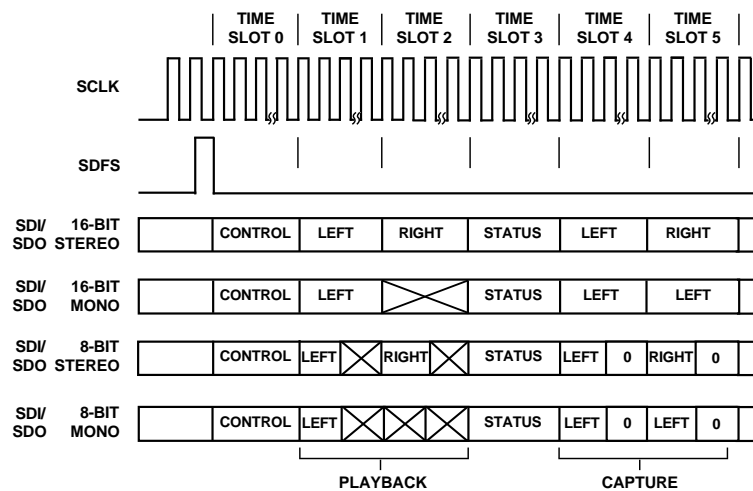 TIME SLOT 0 TIME SLOT 1 TIME SLOT 2 TIME SLOT 3 TIME SLOT 4 TIME SLOT 5
SCLK
SDFS
SDI/ SDO 16-BIT STEREO CONTROL LEFT RIGHT STATUS LEFT RIGHT
SDI/ SDO 16-BIT MONO CONTROL LEFT STATUS LEFT LEFT
SDI/ SDO 8-BIT STEREO CONTROL LEFT RIGHT STATUS LEFT 0 RIGHT 0
SDI/ SDO 8-BIT MONO CONTROL LEFT STATUS LEFT 0 LEFT 0
PLAYBACK CAPTURE